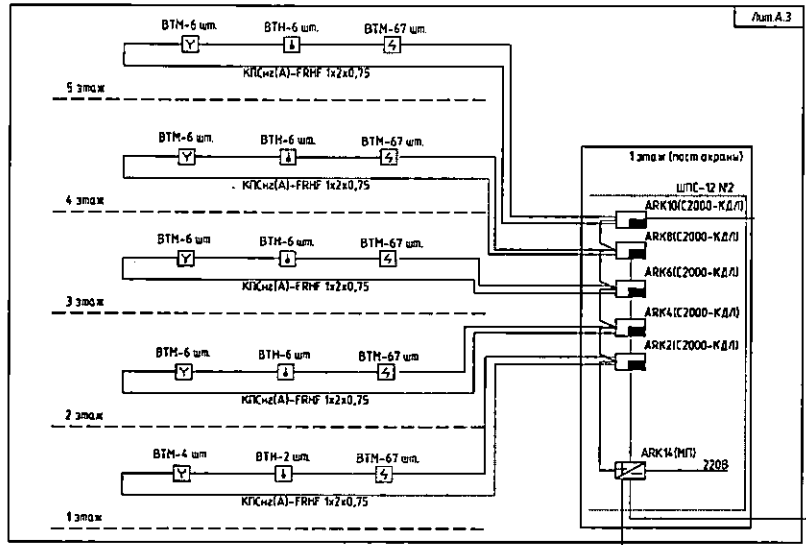 Лит.А.3
ВТМ-6 шт.
ВТН-6 шт.
ВТМ-67 шт.
КПСнг(А)-FRHF 1х2х0,75
5 этаж
ВТМ-6 шт.
ВТН-6 шт.
ВТМ-67 шт.
КПСнг(А)-FRHF 1х2х0,75
4 этаж
ВТМ-6 шт.
ВТН-6 шт.
ВТМ-67 шт.
КПСнг(А)-FRHF 1х2х0,75
3 этаж
ВТМ-6 шт.
ВТН-6 шт
ВТМ-67 шт
КПСнг(А)-FRHF 1х2х0,75
2 этаж
ВТМ-4 шт
ВТН-2 шт.
ВТМ-67 шт.
КПСнг(А)-FRHF 1х2х0,75
1 этаж
1 этаж (пост охраны)
ШПС-12 №2
ARK10(С2000-КДЛ)
ARK8(С2000-КДЛ)
ARK6(С2000-КДЛ)
ARK4(С2000-КДЛ)
ARK2(С2000-КДЛ)
ARK14(МП)
220В